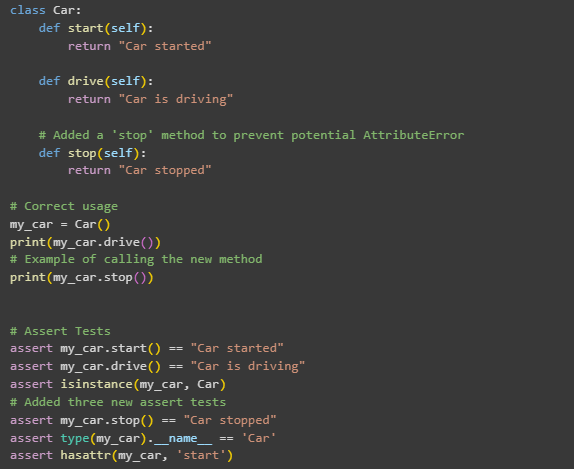 class Car:
    def start(self):
        return "Car started"
    def drive(self):
        return "Car is driving"
    # Added a 'stop' method to prevent potential AttributeError
    def stop(self):
        return "Car stopped"
# Correct usage
my_car = Car()
print(my_car.drive())
# Example of calling the new method
print(my_car.stop())
# Assert Tests
assert my_car.start() == "Car started"
assert my_car.drive() == "Car is driving"
assert isinstance(my_car, Car)
# Added three new assert tests
assert my_car.stop() == "Car stopped"
assert type(my_car).__name__ == 'Car'
assert hasattr(my_car, 'start')